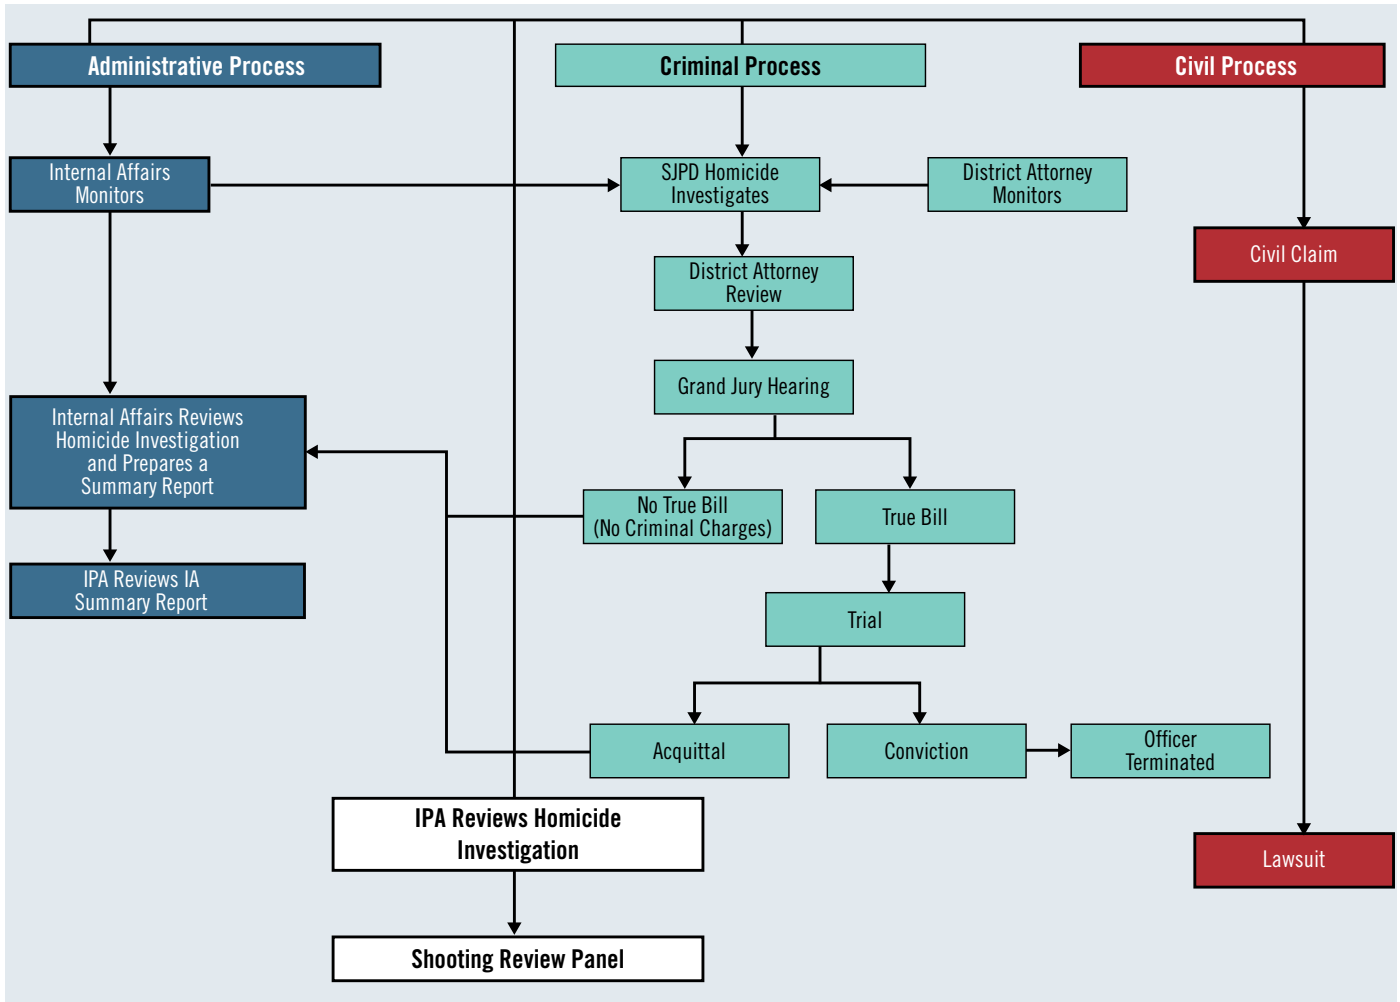 Administrative Process
Criminal Process
Civil Process
Internal Affairs
Monitors
SJPD Homicide
Investigates
District Attorney
Monitors
Civil Claim
District Attorney
Review
Grand Jury Hearing
Internal Affairs Reviews
Homicide Investigation
and Prepares a
Summary Report
No True Bill
(No Criminal Charges)
True Bill
IPA Reviews IA
Summary Report
Trial
Acquittal
Conviction
Officer
Terminated
IPA Reviews Homicide
Investigation
Lawsuit
Shooting Review Panel